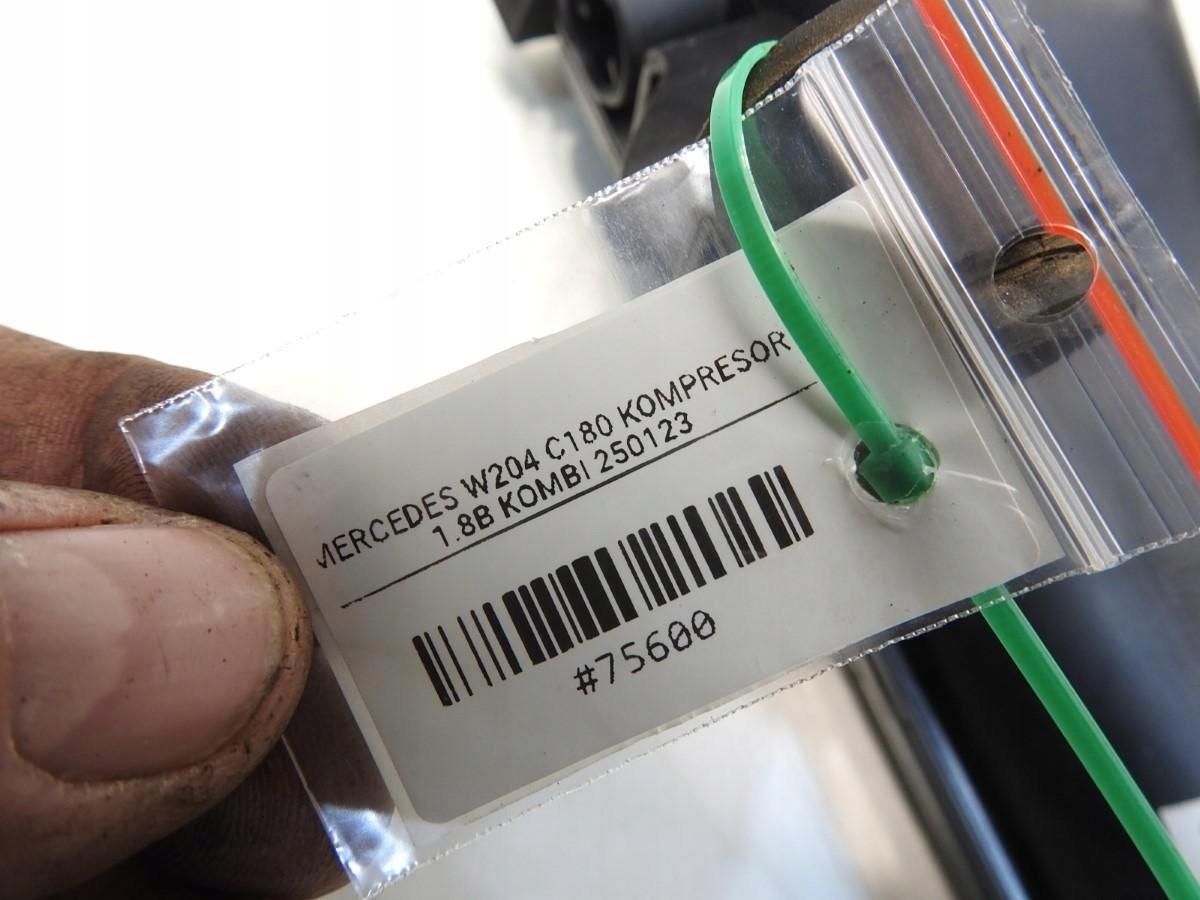 MERCEDES W204 C180 KOMPRESOR
1.8B KOMBI 250123
#75600